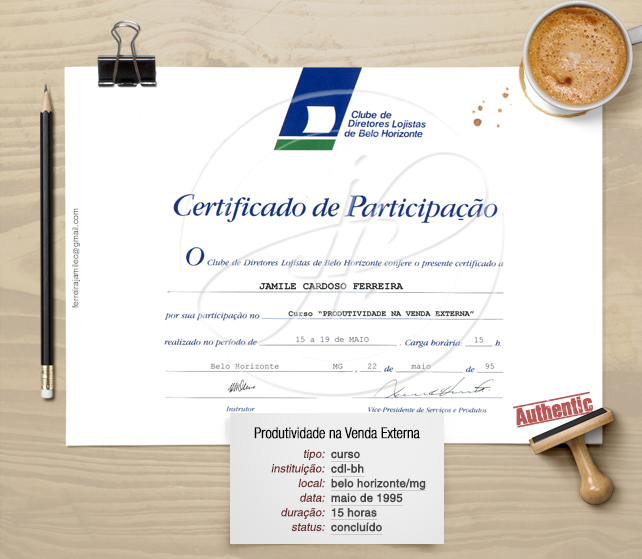 Clube de
Diretores Lojistas
de Belo Horizonte
Certificado de Participação
O Clube de Diretores Lojistas de Belo Horizonte confere o presente certificado a
JAMILE CARDOSO FERREIRA
por sua participação no Curso "PRODUTIVIDADE NA VENDA EXTERNA"
realizado no período de 15 a 19 de MAIO . Carga horária: 15 h.
Belo Horizonte MG , 22 de maio de 95
Instrutor Vice-Presidente de Serviços e Produtos
ferreirajamileo@gmail.com
Authentic
Produtividade na Venda Externa
tipo: curso
instituição: cdl-bh
local: belo horizonte/mg
data: maio de 1995
duração: 15 horas
status: concluído